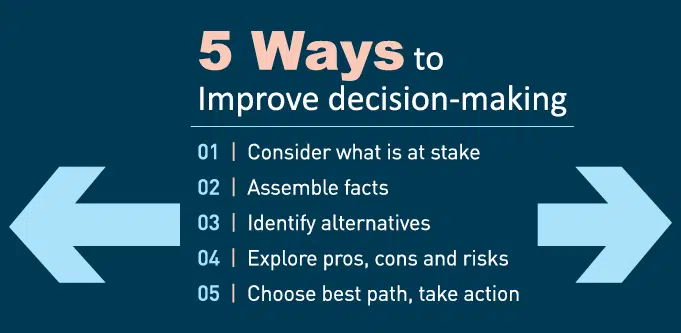 5 Ways to
Improve decision-making
01 | Consider what is at stake
02 | Assemble facts
03 | Identify alternatives
04 | Explore pros, cons and risks
05 | Choose best path, take action